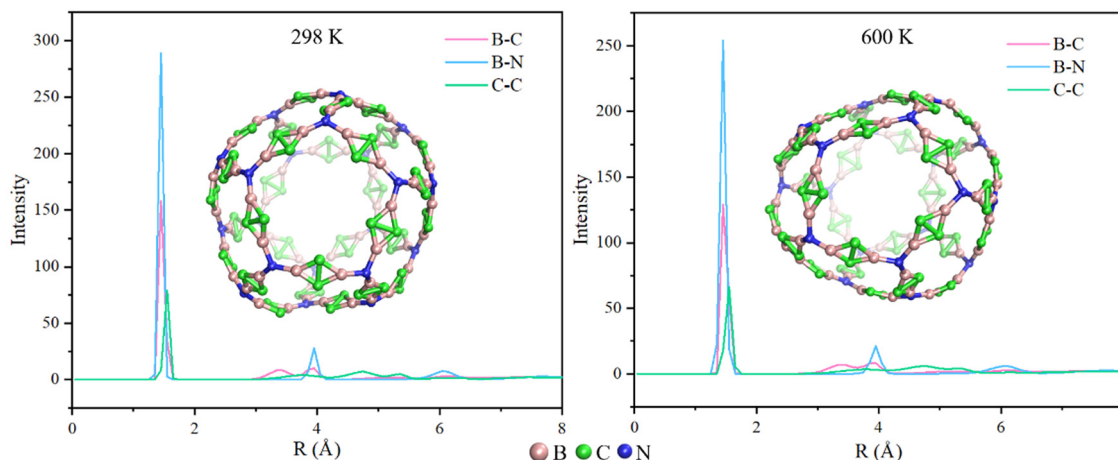 298 K
B-C
B-N
C-C
300
250
200
150
100
50
0
Intensity
0 2 4 6 8
R (Å)
600 K
B-C
B-N
C-C
250
200
150
100
50
0
Intensity
0 2 4 6
R (Å)
B C N